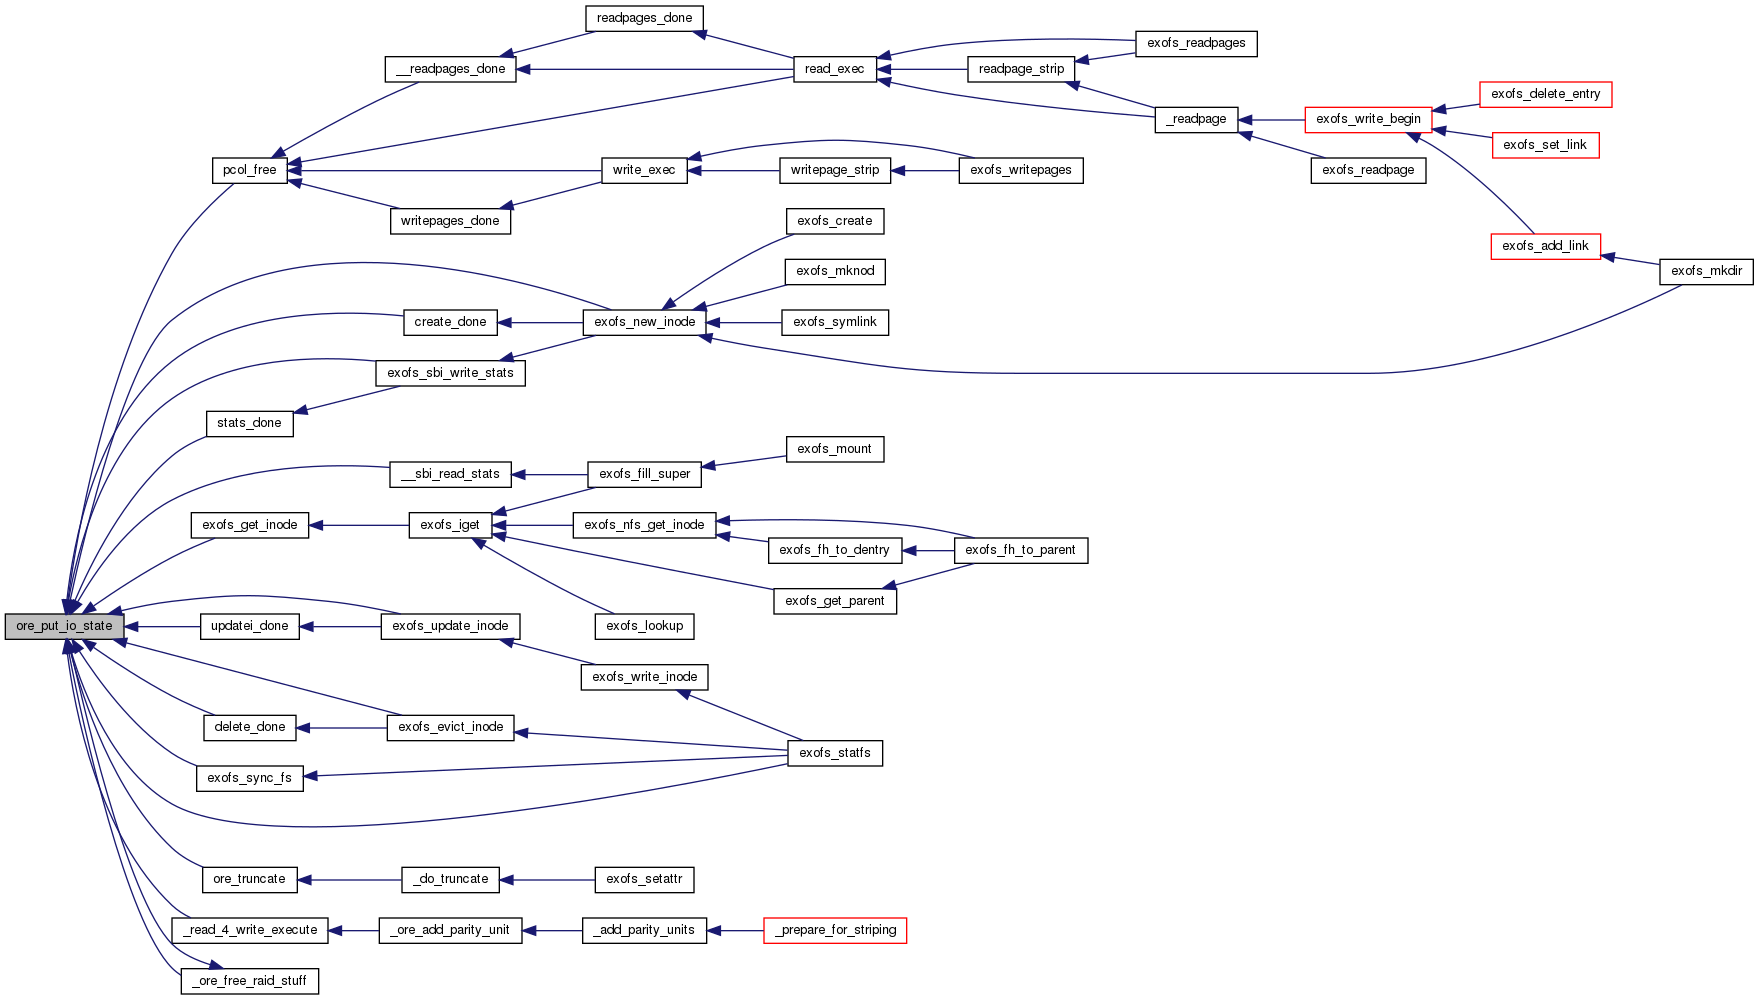 readpages_done
exofs_readpages
__readpages_done
read_exec
readpage_strip
exofs_delete_entry
_readpage
exofs_write_begin
exofs_set_link
pcol_free
write_exec
writepage_strip
exofs_writepages
exofs_readpage
writepages_done
exofs_create
exofs_add_link
exofs_mknod
exofs_mkdir
create_done
exofs_new_inode
exofs_symlink
exofs_sbi_write_stats
stats_done
exofs_mount
__sbi_read_stats
exofs_fill_super
exofs_get_inode
exofs_iget
exofs_nfs_get_inode
exofs_fh_to_dentry
exofs_fh_to_parent
exofs_get_parent
ore_put_io_state
updatei_done
exofs_update_inode
exofs_lookup
exofs_write_inode
delete_done
exofs_evict_inode
exofs_statfs
exofs_sync_fs
ore_truncate
_do_truncate
exofs_setattr
_read_4_write_execute
_ore_add_parity_unit
_add_parity_units
_prepare_for_striping
_ore_free_raid_stuff